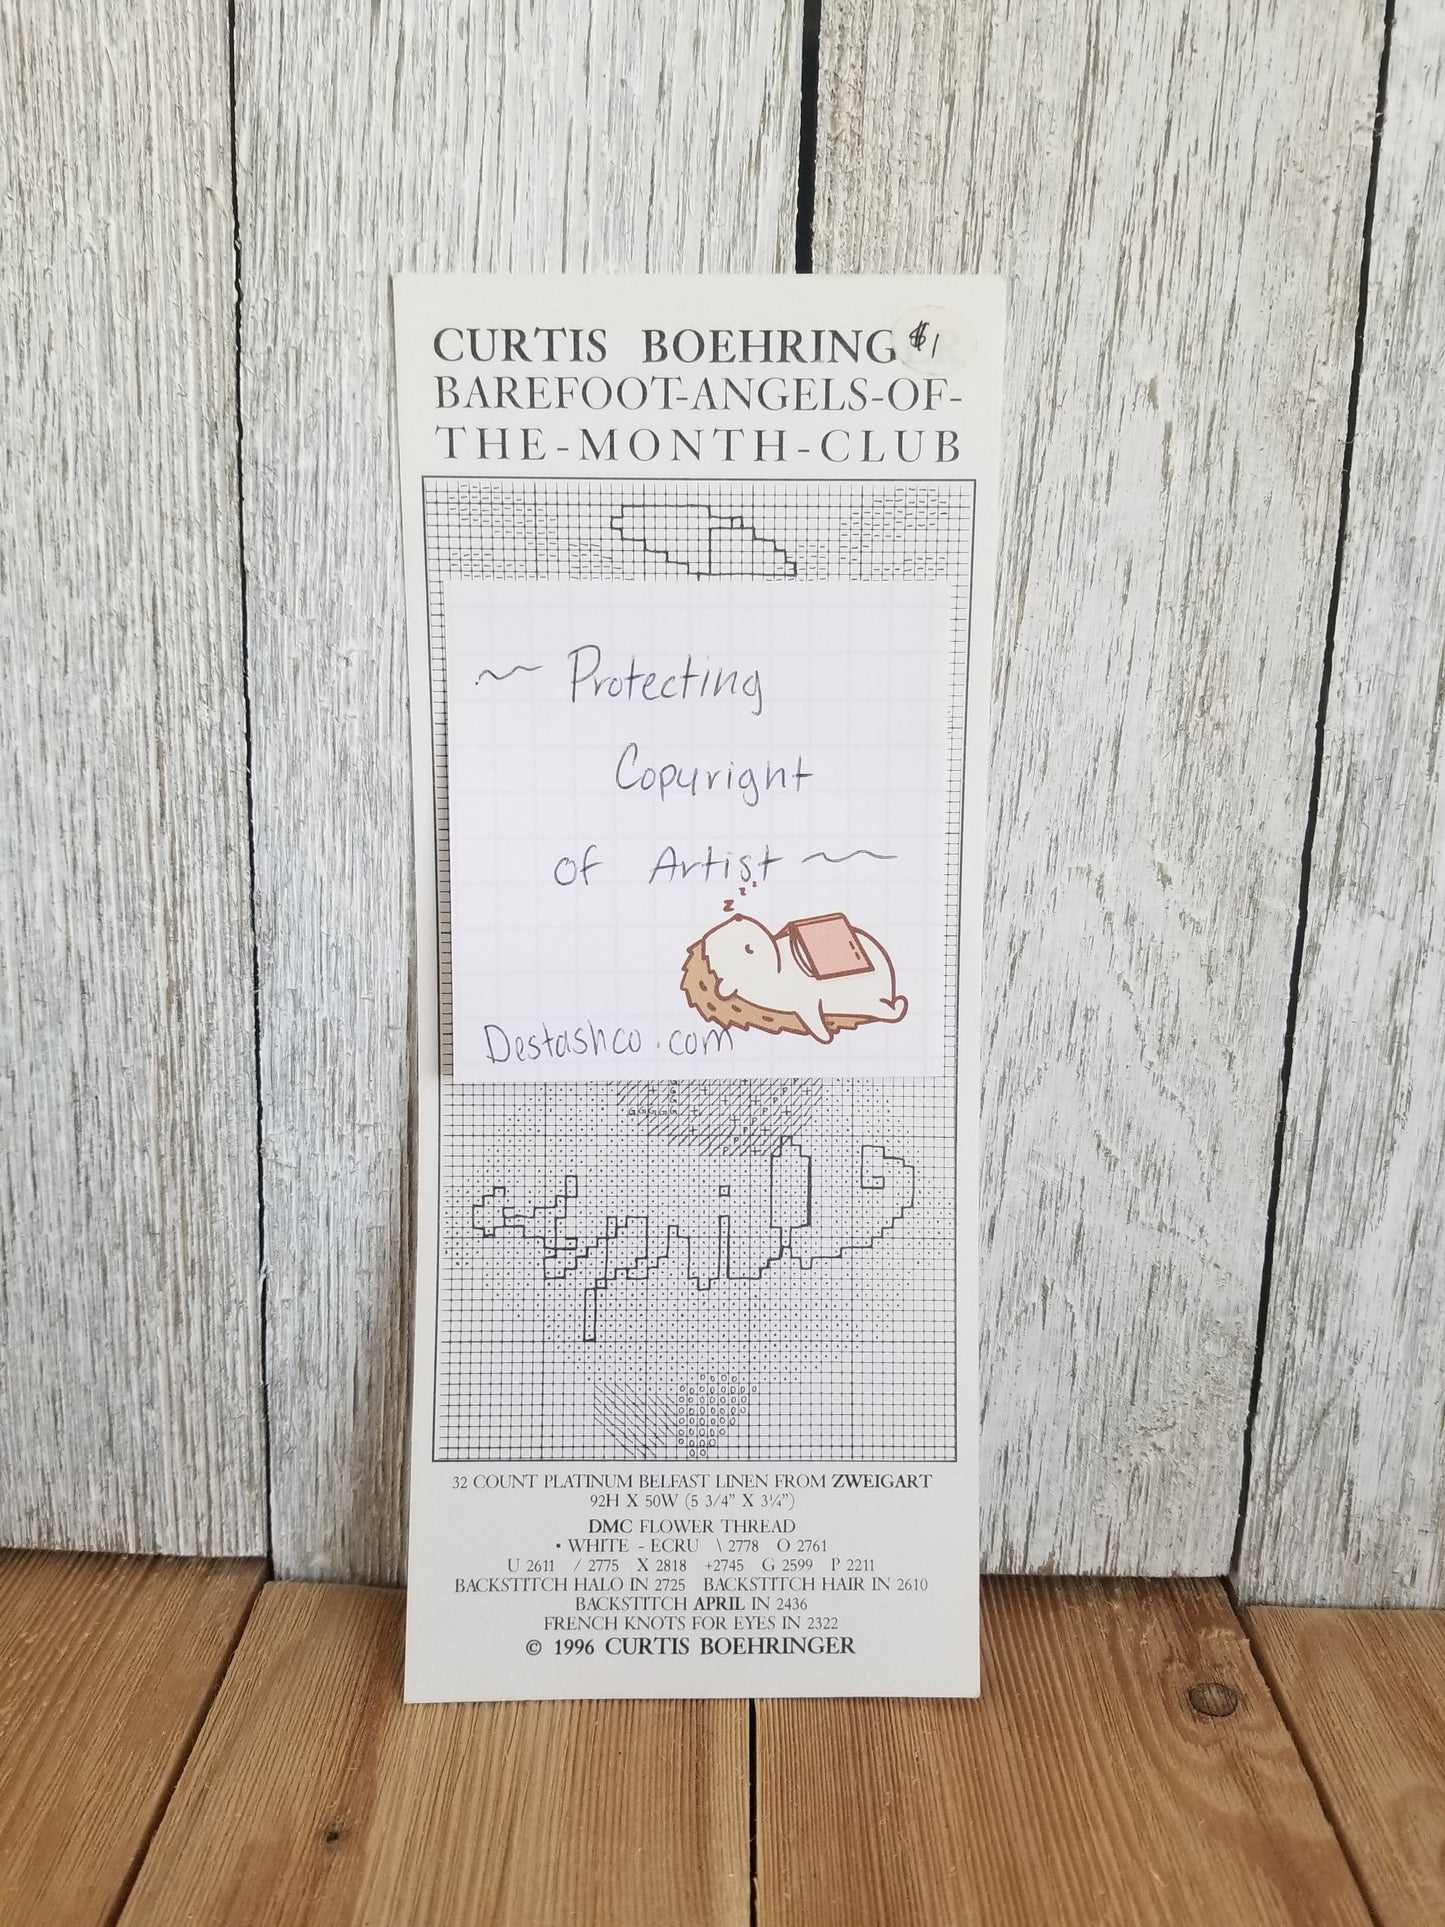 CURTIS BOEHRINGER
$1
BAREFOOT-ANGELS-OF-
THE-MONTH-CLUB
~ Protecting
Copyright
of Artist ~
z z z
Destashco.com
April
32 COUNT PLATINUM BELFAST LINEN FROM ZWEIGART
92H X 50W (5 3/4" X 3¼")
DMC FLOWER THREAD
• WHITE - ECRU \ 2778 O 2761
U 2611 / 2775 X 2818 +2745 G 2599 P 2211
BACKSTITCH HALO IN 2725 BACKSTITCH HAIR IN 2610
BACKSTITCH APRIL IN 2436
FRENCH KNOTS FOR EYES IN 2322
© 1996 CURTIS BOEHRINGER